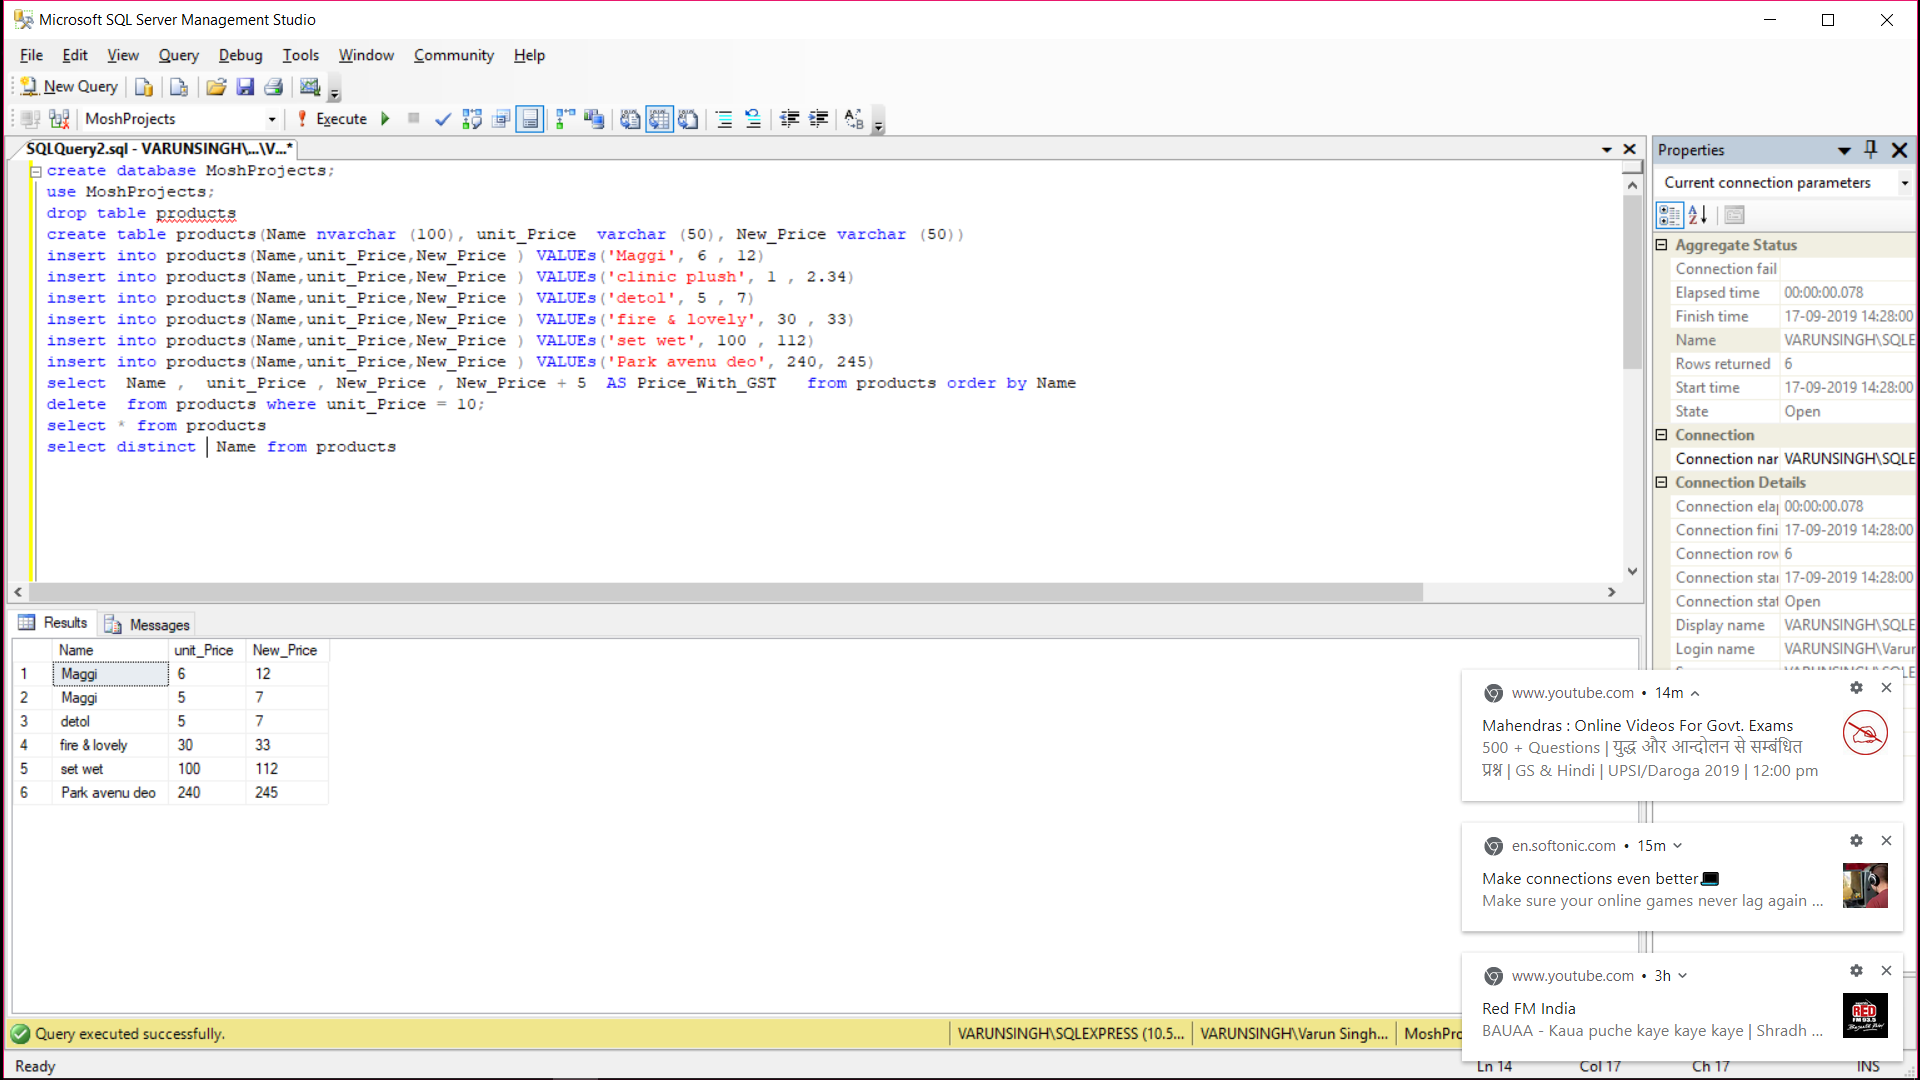 Microsoft SQL Server Management Studio
File Edit View Query Debug Tools Window Community Help
New Query
MoshProjects Execute
SQLQuery2.sql - VARUNSINGH\...\V...*
create database MoshProjects;
use MoshProjects;
drop table products
create table products(Name nvarchar (100), unit_Price varchar (50), New_Price varchar (50))
insert into products(Name,unit_Price,New_Price ) VALUEs('Maggi', 6 , 12)
insert into products(Name,unit_Price,New_Price ) VALUEs('clinic plush', 1 , 2.34)
insert into products(Name,unit_Price,New_Price ) VALUEs('detol', 5 , 7)
insert into products(Name,unit_Price,New_Price ) VALUEs('fire & lovely', 30 , 33)
insert into products(Name,unit_Price,New_Price ) VALUEs('set wet', 100 , 112)
insert into products(Name,unit_Price,New_Price ) VALUEs('Park avenu deo', 240, 245)
select Name , unit_Price , New_Price , New_Price + 5 AS Price_With_GST from products order by Name
delete from products where unit_Price = 10;
select * from products
select distinct Name from products
Results Messages
Name unit_Price New_Price
1 Maggi 6 12
2 Maggi 5 7
3 detol 5 7
4 fire & lovely 30 33
5 set wet 100 112
6 Park avenu deo 240 245
Properties
Current connection parameters
Aggregate Status
Connection fail
Elapsed time 00:00:00.078
Finish time 17-09-2019 14:28:00
Name VARUNSINGH\SQLE
Rows returned 6
Start time 17-09-2019 14:28:00
State Open
Connection
Connection nar VARUNSINGH\SQLE
Connection Details
Connection ela 00:00:00.078
Connection fini 17-09-2019 14:28:00
Connection row 6
Connection star 17-09-2019 14:28:00
Connection stat Open
Display name VARUNSINGH\SQLE
Login name VARUNSINGH\Varur
www.youtube.com • 14m
Mahendras : Online Videos For Govt. Exams
500 + Questions | युद्ध और आन्दोलन से सम्बंधित
प्रश्न | GS & Hindi | UPSI/Daroga 2019 | 12:00 pm
en.softonic.com • 15m
Make connections even better
Make sure your online games never lag again ...
www.youtube.com • 3h
Red FM India
BAUAA - Kaua puche kaye kaye kaye | Shradh ...
RED
FM 93.5
Query executed successfully. VARUNSINGH\SQLEXPRESS (10.5... VARUNSINGH\Varun Singh... MoshPro
Ready Ln 14 Col 17 Ch 17 INS